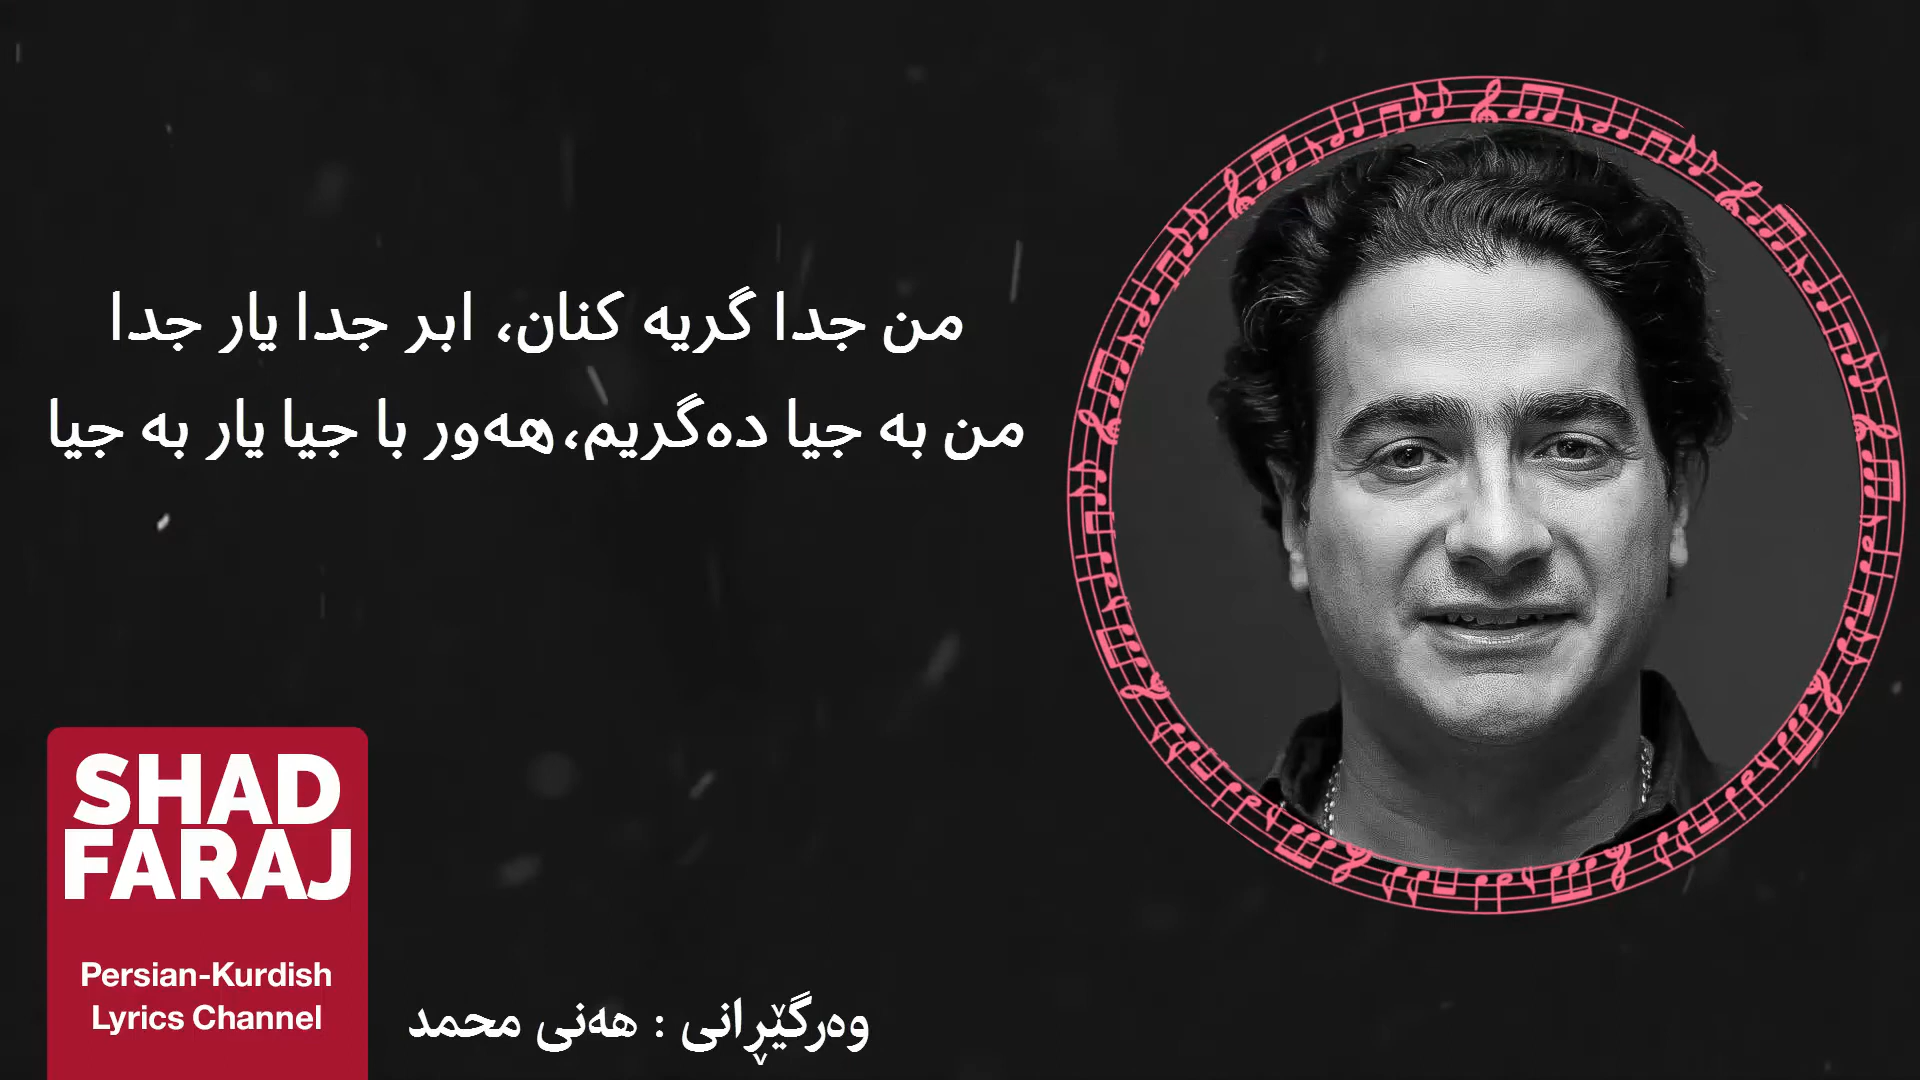 من جدا گریه کنان، ابر جدا یار جدا
من به جیا دەگریم،هەور با جیا یار به جیا
SHAD
FARAJ
Persian-Kurdish
Lyrics Channel
وەرگێڕانی : هەنی محمد